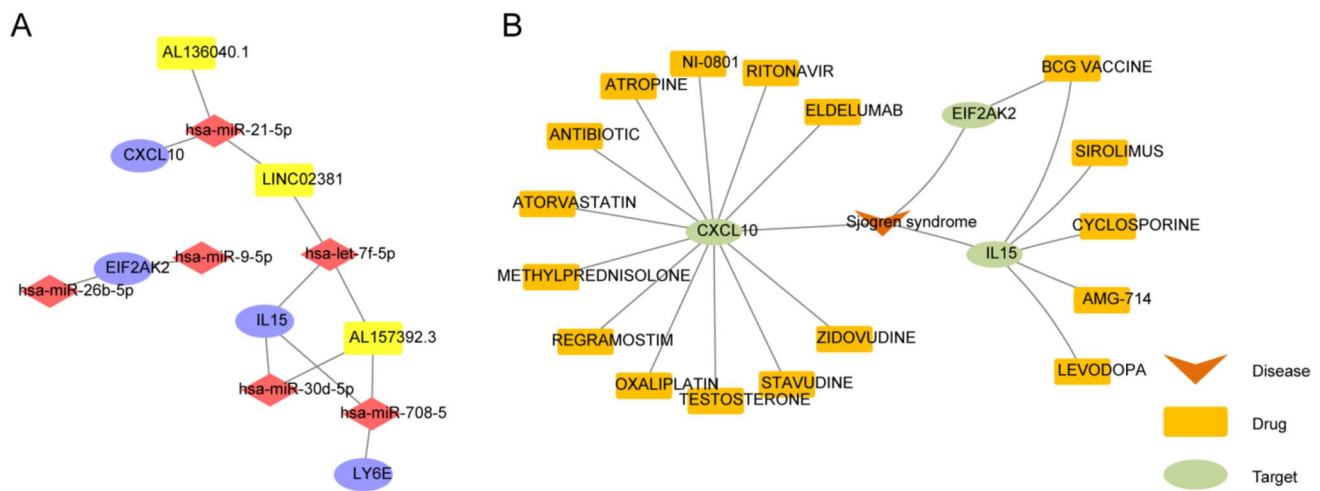 A
AL136040.1
hsa-miR-21-5p
CXCL10
LINC02381
hsa-let-7f-5p
hsa-miR-9-5p
EIF2AK2
hsa-miR-26b-5p
IL15
AL157392.3
hsa-miR-30d-5p
hsa-miR-708-5
LY6E
B
NI-0801
RITONAVIR
ATROPINE
ELDELUMAB
ANTIBIOTIC
ATORVASTATIN
CXCL10
METHYLPREDNISOLONE
REGRAMOSTIM
OXALIPLATIN
TESTOSTERONE
STAVUDINE
ZIDOVUDINE
Sjogren syndrome
EIF2AK2
BCG VACCINE
SIROLIMUS
CYCLOSPORINE
IL15
AMG-714
LEVODOPA
Disease
Drug
Target